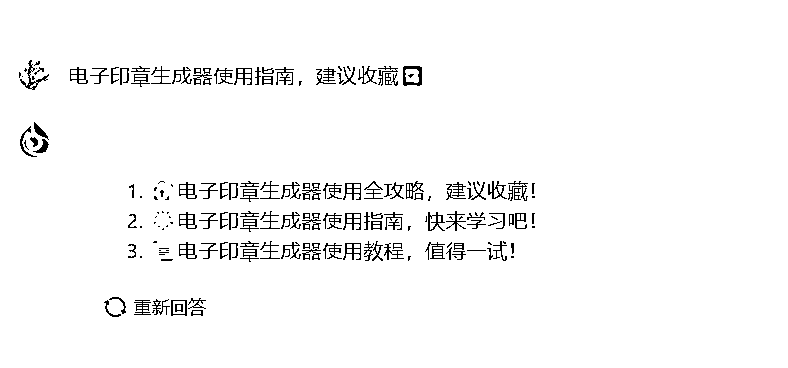 电子印章生成器使用指南，建议收藏
1. 电子印章生成器使用全攻略，建议收藏！
2. 电子印章生成器使用指南，快来学习吧！
3. 电子印章生成器使用教程，值得一试！
重新回答